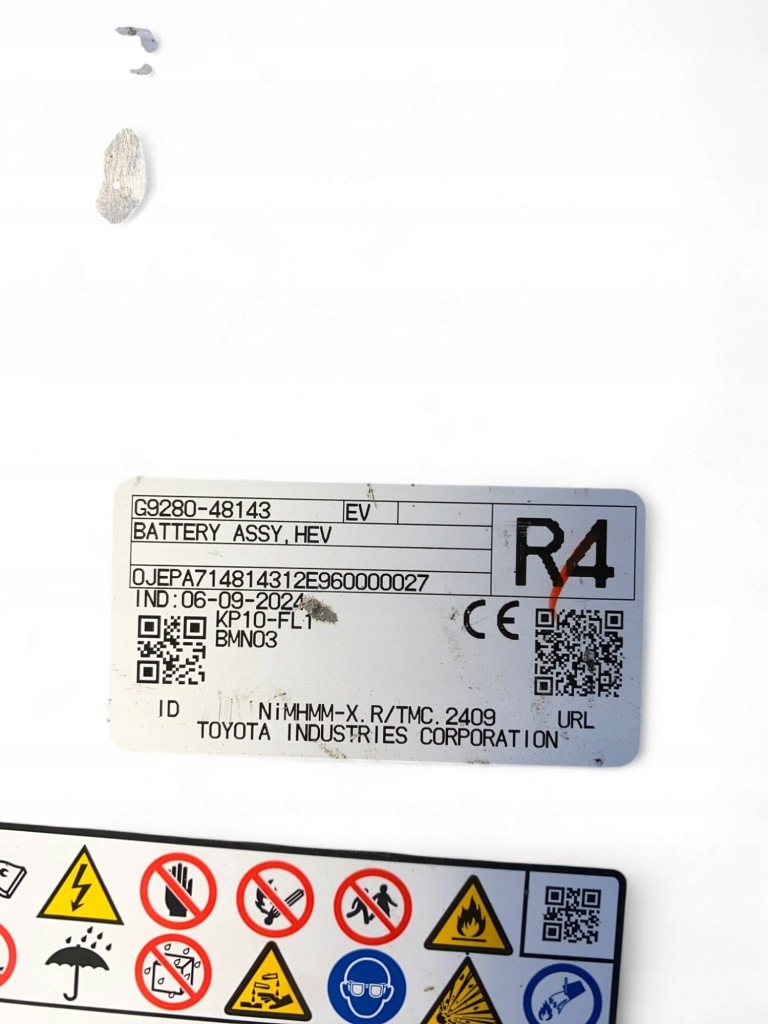 G9280-48143 EV
BATTERY ASSY,HEV
R4
0JEPA714814312E960000027
IND:06-09-2024
KP10-FL1
BMN03
CE
ID
NiMHMM-X.R/TMC.2409
URL
TOYOTA INDUSTRIES CORPORATION